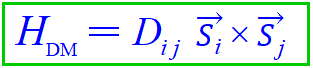 H_DM = D_ij s⃗_i × s⃗_j